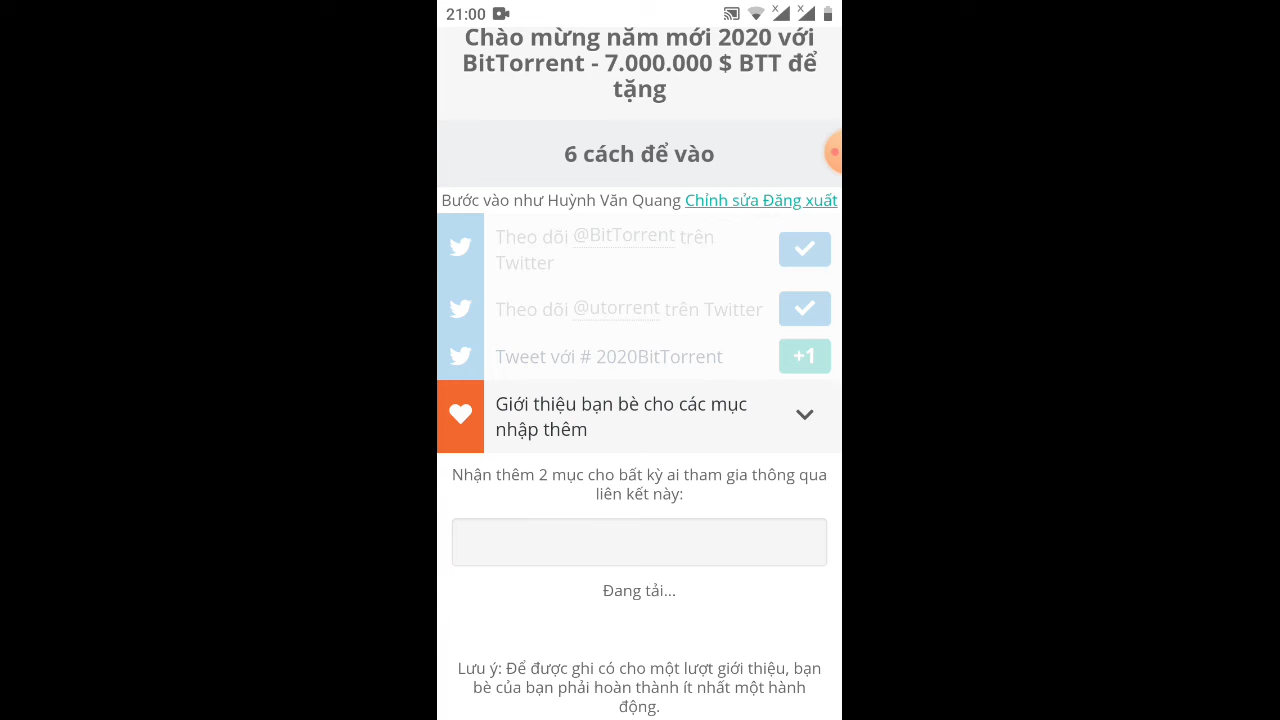 21:00
Chào mừng năm mới 2020 với
BitTorrent - 7.000.000 $ BTT để
tặng
6 cách để vào
Bước vào như Huỳnh Văn Quang Chỉnh sửa Đăng xuất
Theo dõi @BitTorrent trên
Twitter
Theo dõi @utorrent trên Twitter
Tweet với # 2020BitTorrent
+1
Giới thiệu bạn bè cho các mục
nhập thêm
Nhận thêm 2 mục cho bất kỳ ai tham gia thông qua
liên kết này:
Đang tải...
Lưu ý: Để được ghi có cho một lượt giới thiệu, bạn
bè của bạn phải hoàn thành ít nhất một hành
động.